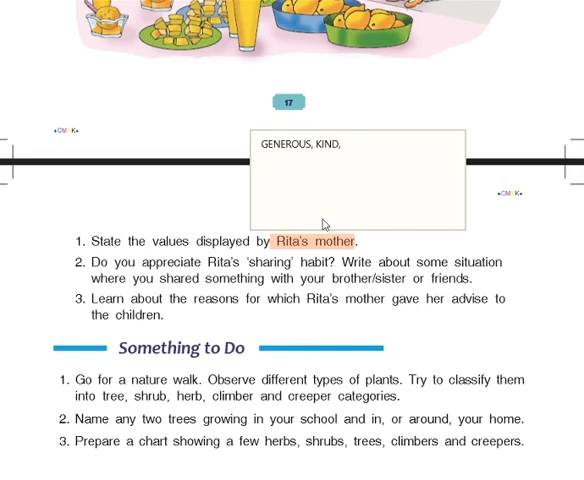 17
CMYK
GENEROUS, KIND,
CMYK
1. State the values displayed by Rita's mother.
2. Do you appreciate Rita's 'sharing' habit? Write about some situation
where you shared something with your brother/sister or friends.
3. Learn about the reasons for which Rita's mother gave her advise to
the children.
Something to Do
1. Go for a nature walk. Observe different types of plants. Try to classify them
into tree, shrub, herb, climber and creeper categories.
2. Name any two trees growing in your school and in, or around, your home.
3. Prepare a chart showing a few herbs, shrubs, trees, climbers and creepers.